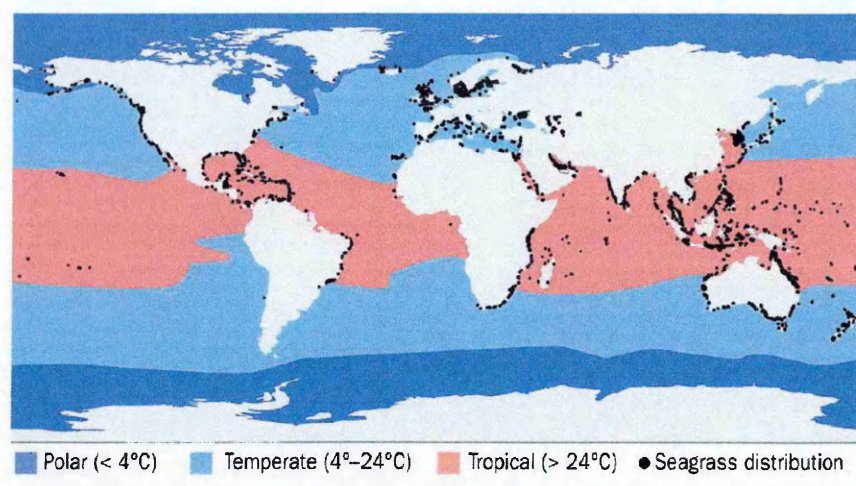 Polar (< 4°C) Temperate (4°–24°C) Tropical (> 24°C) Seagrass distribution